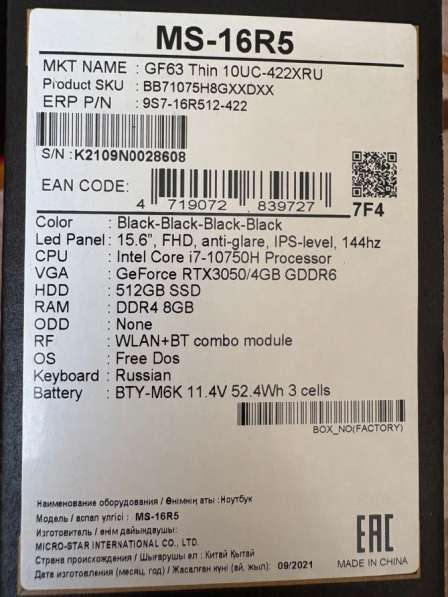 MS-16R5
MKT NAME : GF63 Thin 10UC-422XRU
Product SKU : BB71075H8GXXDXX
ERP P/N : 9S7-16R512-422
S/N : K2109N0028608
EAN CODE:
4 719072 839727
7F4
Color : Black-Black-Black-Black
Led Panel : 15.6”, FHD, anti-glare, IPS-level, 144hz
CPU : Intel Core i7-10750H Processor
VGA : GeForce RTX3050/4GB GDDR6
HDD : 512GB SSD
RAM : DDR4 8GB
ODD : None
RF : WLAN+BT combo module
OS : Free Dos
Keyboard : Russian
Battery : BTY-M6K 11.4V 52.4Wh 3 cells
BOX_NO(FACTORY)
Наименование оборудования / Өнімнің аты : Ноутбук
Модель / аспап үлгісі : MS-16R5
Изготовитель / өнім дайындаушы:
MICRO-STAR INTERNATIONAL CO., LTD.
Страна происхождения / Шығарушы ел : Китай Қытай
Дата изготовления (месяц, год) / Жасалған күні (ай, жыл): 09/2021
EAC
MADE IN CHINA